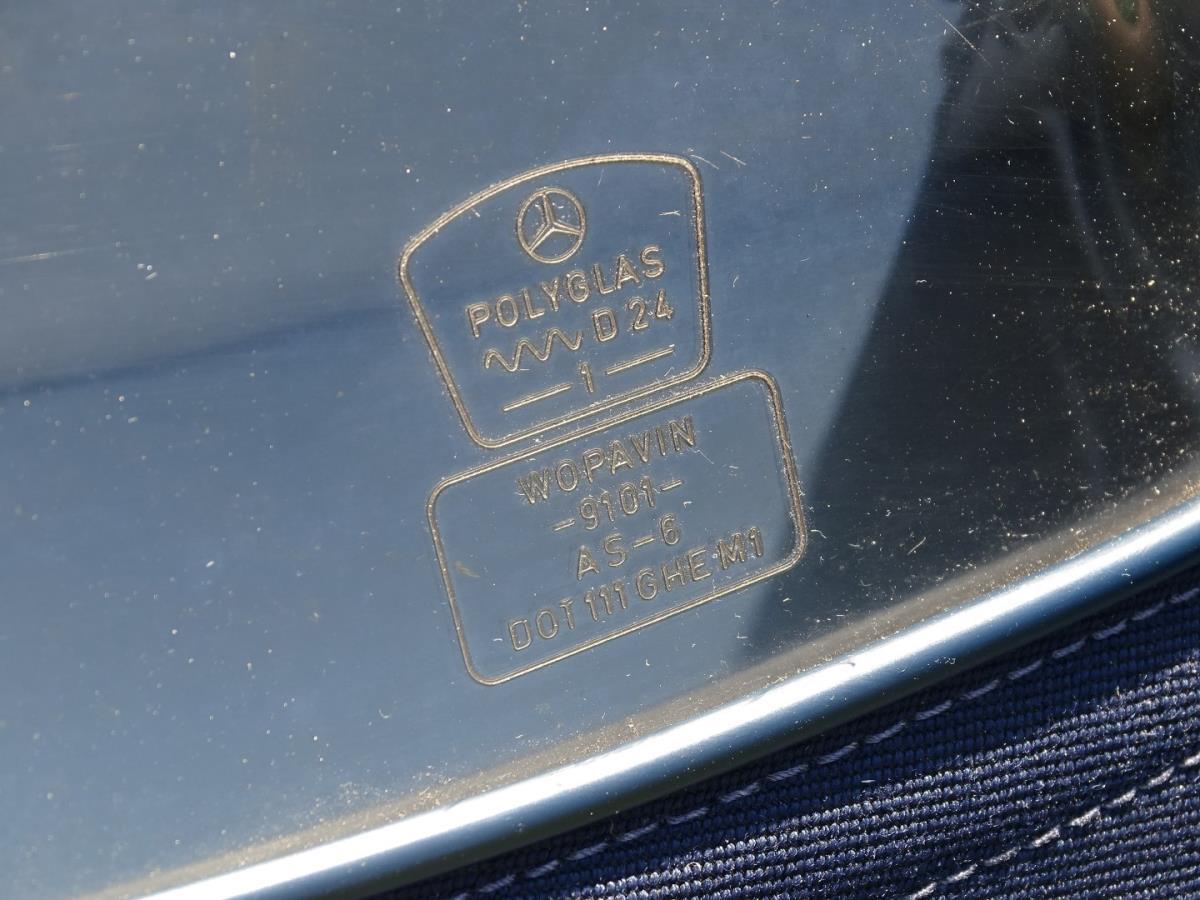 POLYGLAS
D 24
— 1 —
WOPAVIN
-9101-
AS-6
DOT 111 GHE M1